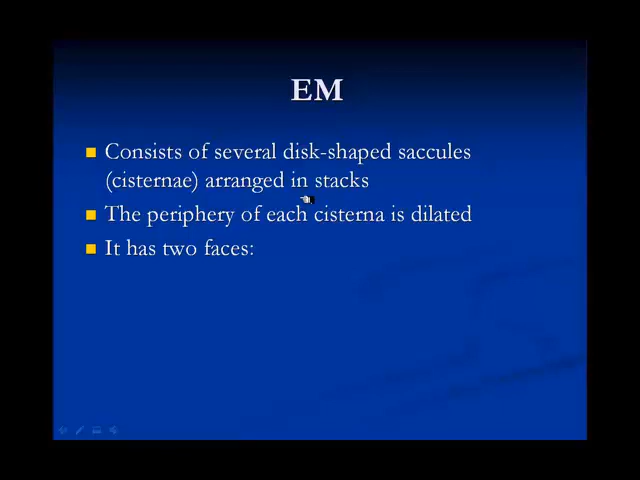 EM
Consists of several disk-shaped saccules
(cisternae) arranged in stacks
The periphery of each cisterna is dilated
It has two faces: